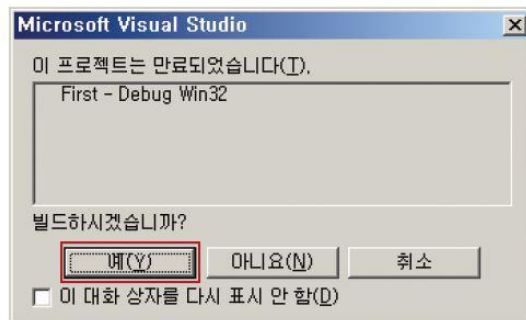 Microsoft Visual Studio
이 프로젝트는 만료되었습니다(T).
First - Debug Win32
빌드하시겠습니까?
예(Y) 아니요(N) 취소
이 대화 상자를 다시 표시 안 함(D)